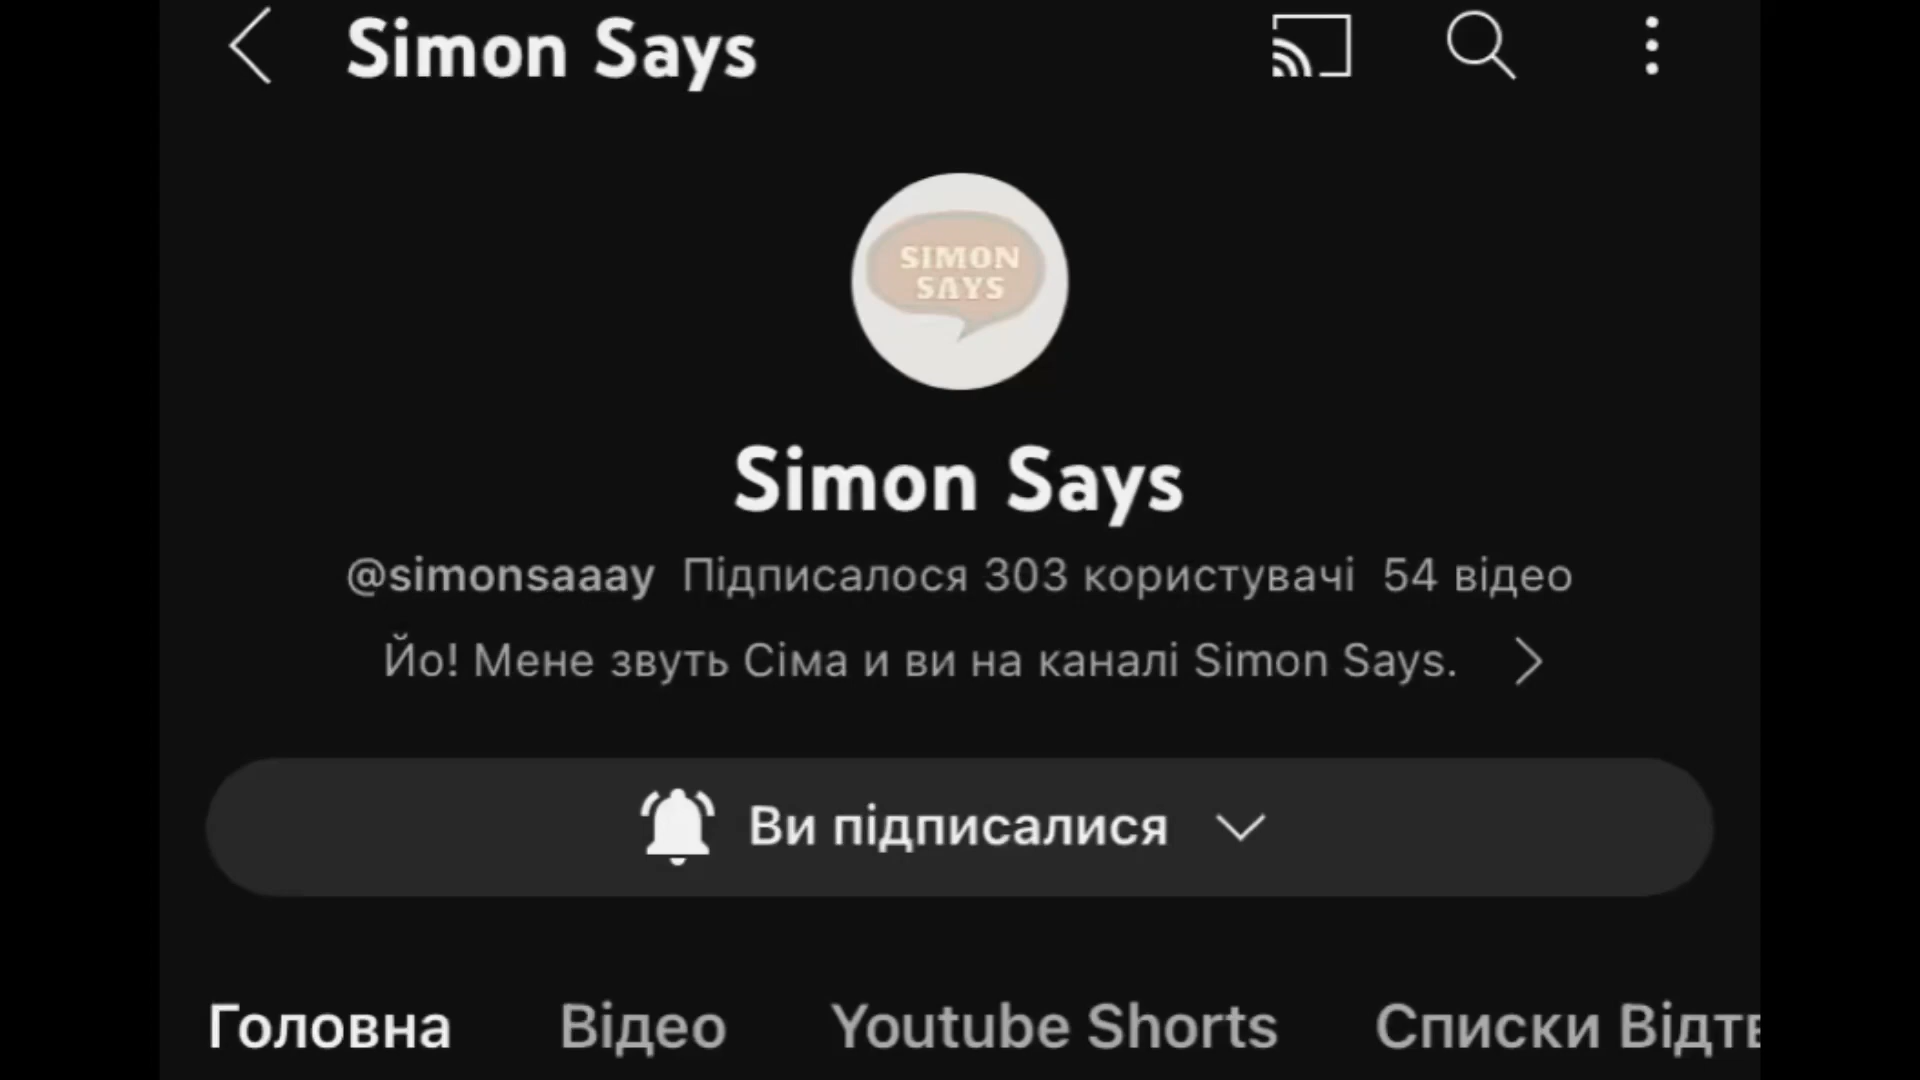 Simon Says
SIMON
SAYS
Simon Says
@simonsaaay Підписалося 303 користувачі 54 відео
Йо! Мене звуть Сіма и ви на каналі Simon Says.
Ви підписалися
Головна Відео Youtube Shorts Списки Відтв